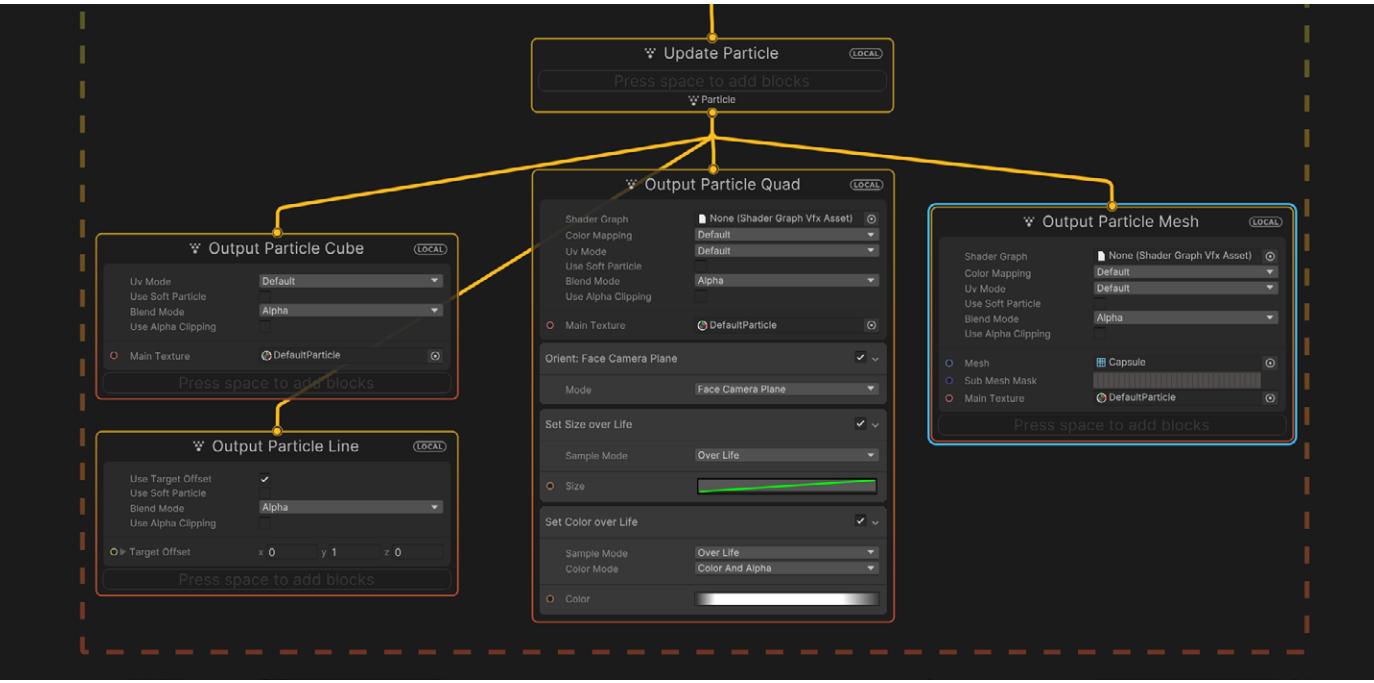 Update Particle LOCAL
Press space to add blocks
Particle
Output Particle Cube LOCAL
Uv Mode Default
Use Soft Particle
Blend Mode Alpha
Use Alpha Clipping
Main Texture DefaultParticle
Press space to add blocks
Output Particle Line LOCAL
Use Target Offset
Use Soft Particle
Blend Mode Alpha
Use Alpha Clipping
Target Offset x 0 y 1 z 0
Press space to add blocks
Output Particle Quad LOCAL
Shader Graph None (Shader Graph Vfx Asset)
Color Mapping Default
Uv Mode Default
Use Soft Particle
Blend Mode Alpha
Use Alpha Clipping
Main Texture DefaultParticle
Orient: Face Camera Plane
Mode Face Camera Plane
Set Size over Life
Sample Mode Over Life
Size
Set Color over Life
Sample Mode Over Life
Color Mode Color And Alpha
Color
Output Particle Mesh LOCAL
Shader Graph None (Shader Graph Vfx Asset)
Color Mapping Default
Uv Mode Default
Use Soft Particle
Blend Mode Alpha
Use Alpha Clipping
Mesh Capsule
Sub Mesh Mask
Main Texture DefaultParticle
Press space to add blocks